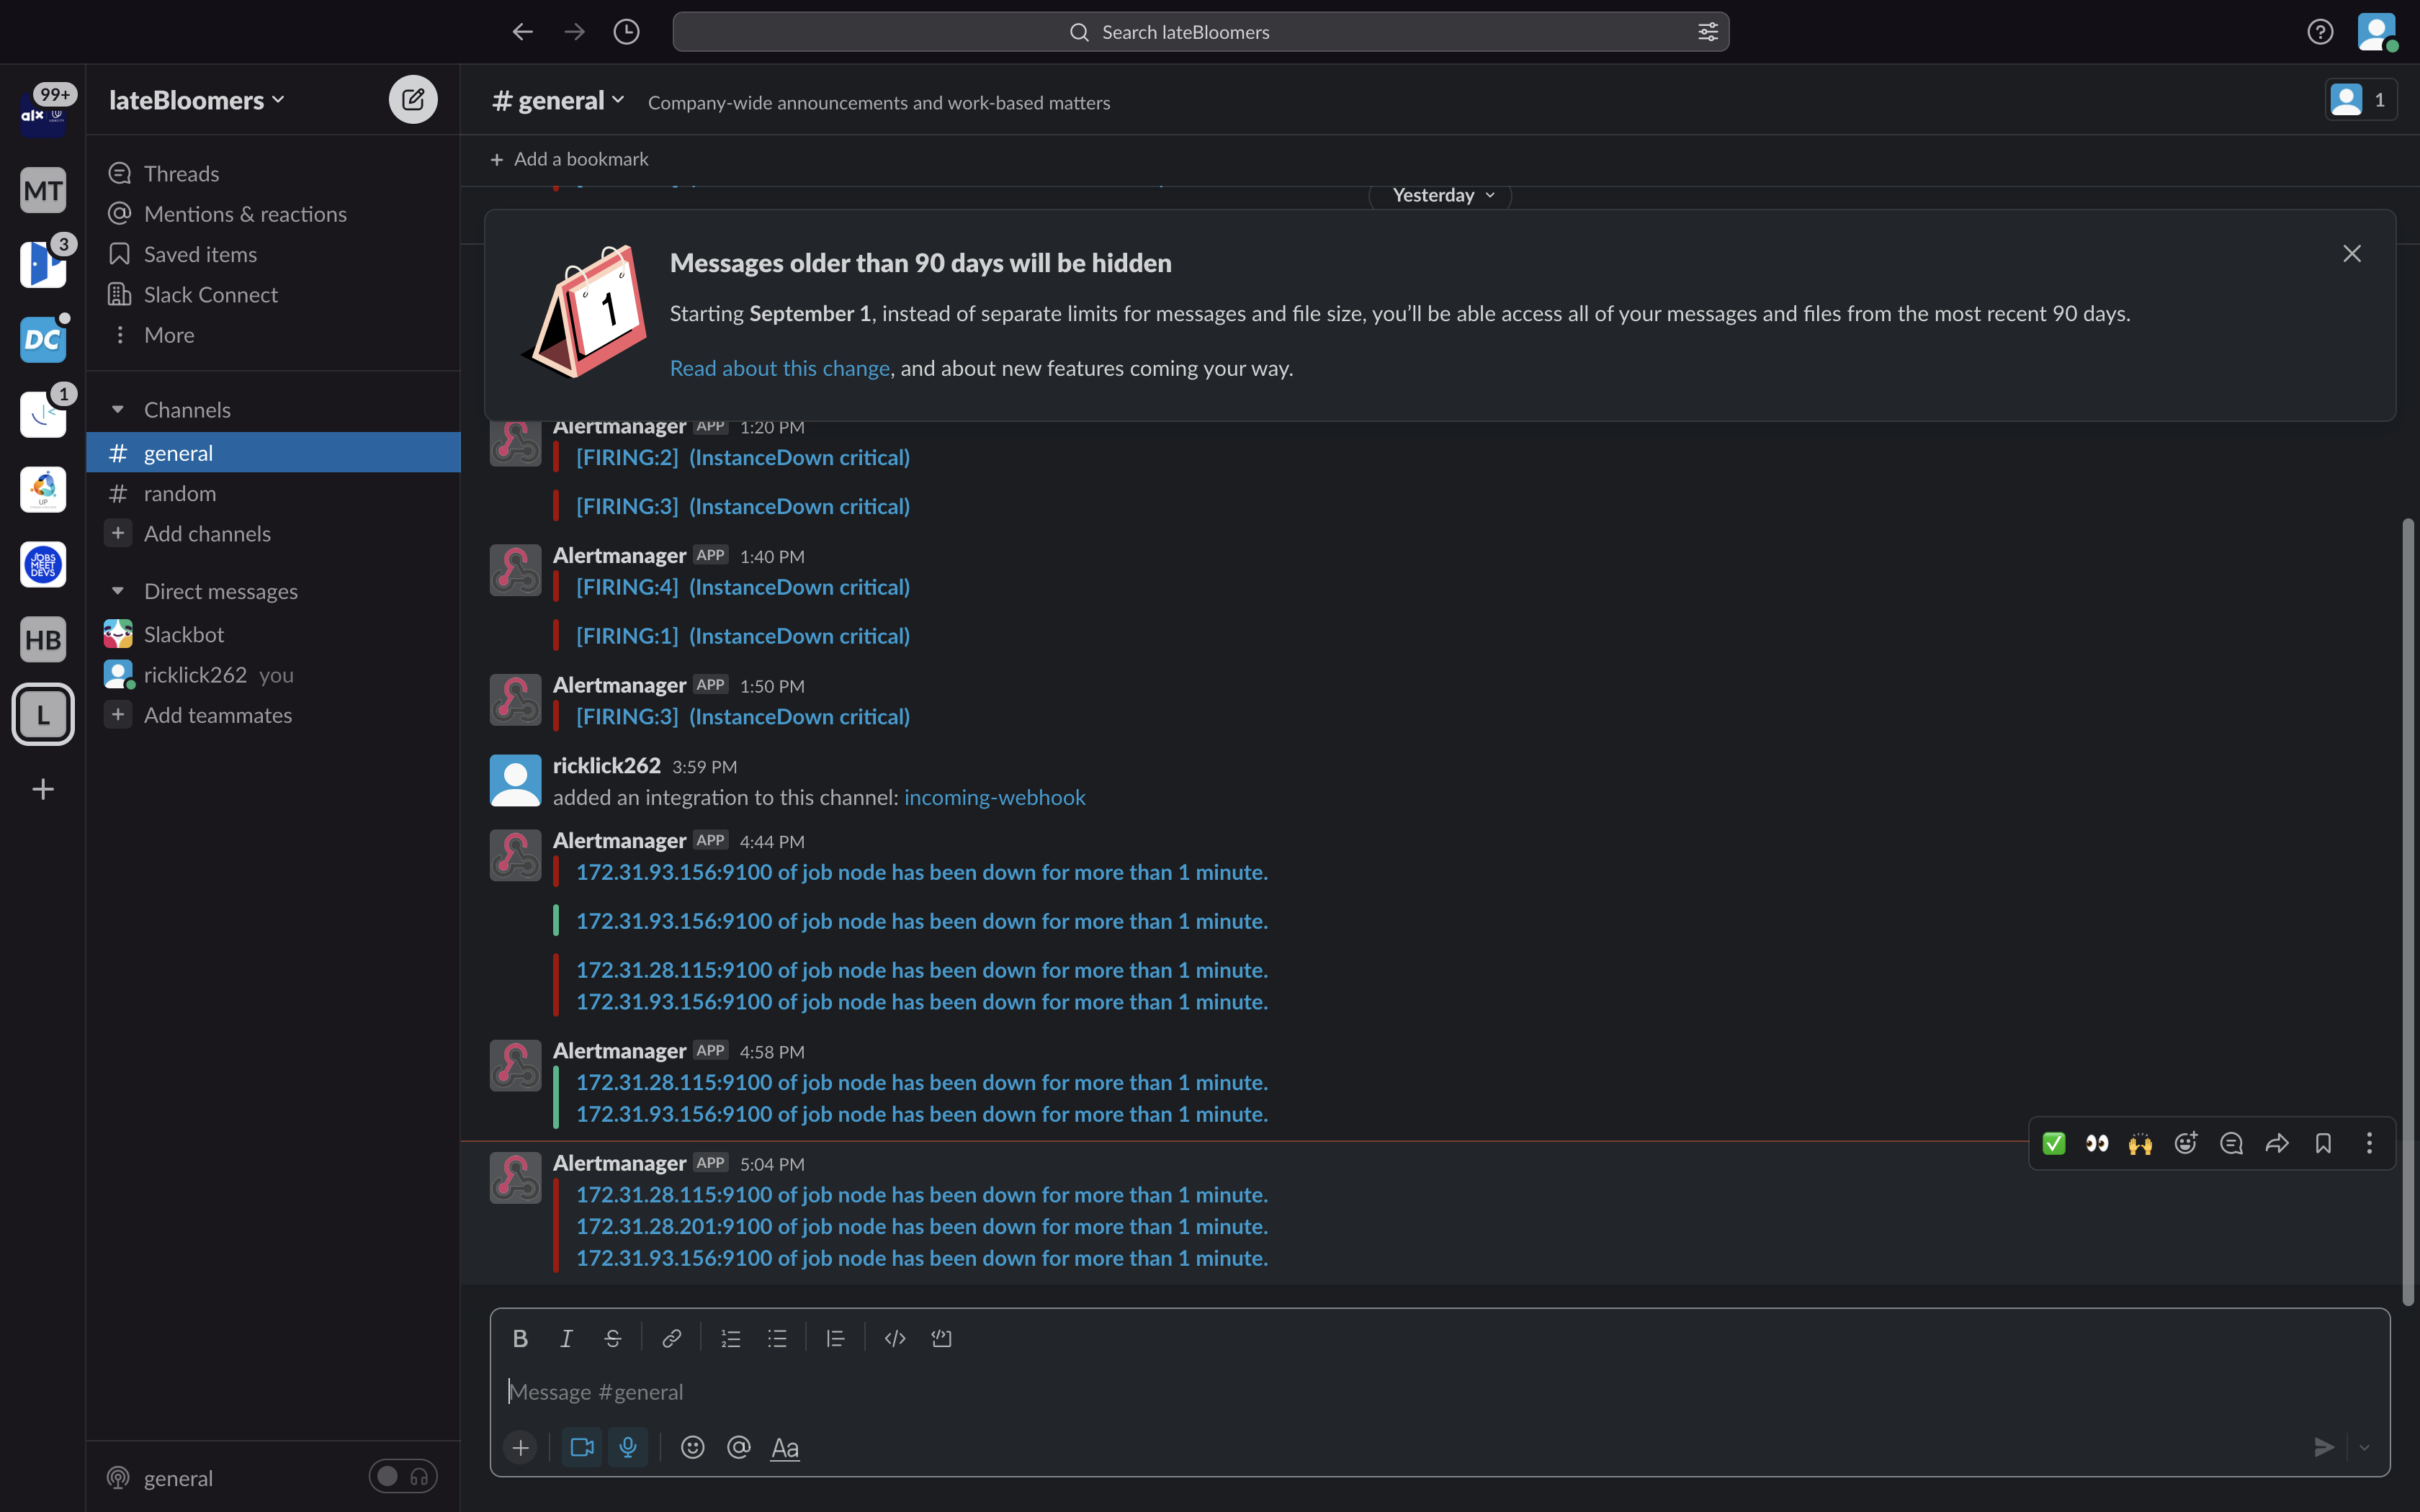 Search lateBloomers
99+
alx
MT
3
DC
1
UP
JOBS
MEET
DEVS
HB
L
lateBloomers
Threads
Mentions & reactions
Saved items
Slack Connect
More
Channels
# general
# random
+ Add channels
Direct messages
Slackbot
ricklick262 you
+ Add teammates
general
# general
Company-wide announcements and work-based matters
1
+ Add a bookmark
Yesterday
1
Messages older than 90 days will be hidden
Starting September 1, instead of separate limits for messages and file size, you’ll be able access all of your messages and files from the most recent 90 days.
Read about this change, and about new features coming your way.
Alertmanager APP 1:20 PM
[FIRING:2] (InstanceDown critical)
[FIRING:3] (InstanceDown critical)
Alertmanager APP 1:40 PM
[FIRING:4] (InstanceDown critical)
[FIRING:1] (InstanceDown critical)
Alertmanager APP 1:50 PM
[FIRING:3] (InstanceDown critical)
ricklick262 3:59 PM
added an integration to this channel: incoming-webhook
Alertmanager APP 4:44 PM
172.31.93.156:9100 of job node has been down for more than 1 minute.
172.31.93.156:9100 of job node has been down for more than 1 minute.
172.31.28.115:9100 of job node has been down for more than 1 minute.
172.31.93.156:9100 of job node has been down for more than 1 minute.
Alertmanager APP 4:58 PM
172.31.28.115:9100 of job node has been down for more than 1 minute.
172.31.93.156:9100 of job node has been down for more than 1 minute.
Alertmanager APP 5:04 PM
172.31.28.115:9100 of job node has been down for more than 1 minute.
172.31.28.201:9100 of job node has been down for more than 1 minute.
172.31.93.156:9100 of job node has been down for more than 1 minute.
Message #general
Aa